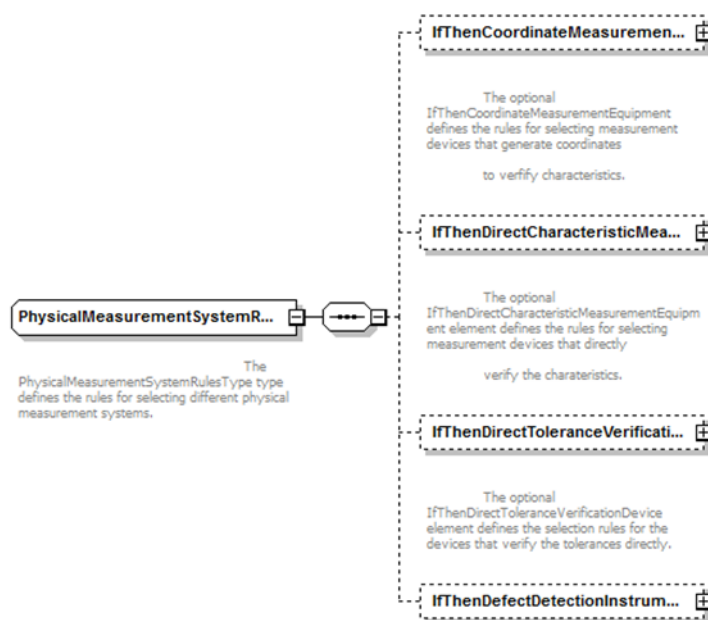 IfThenCoordinateMeasuremen...
The optional
IfThenCoordinateMeasurementEquipment
defines the rules for selecting measurement
devices that generate coordinates
to verfify characteristics.
IfThenDirectCharacteristicMea...
The optional
IfThenDirectCharacteristicMeasurementEquipm
ent element defines the rules for selecting
measurement devices that directly
verify the charateristics.
PhysicalMeasurementSystemR...
The
PhysicalMeasurementSystemRulesType type
defines the rules for selecting different physical
measurement systems.
IfThenDirectToleranceVerificati...
The optional
IfThenDirectToleranceVerificationDevice
element defines the selection rules for the
devices that verify the tolerances directly.
IfThenDefectDetectionInstrum...